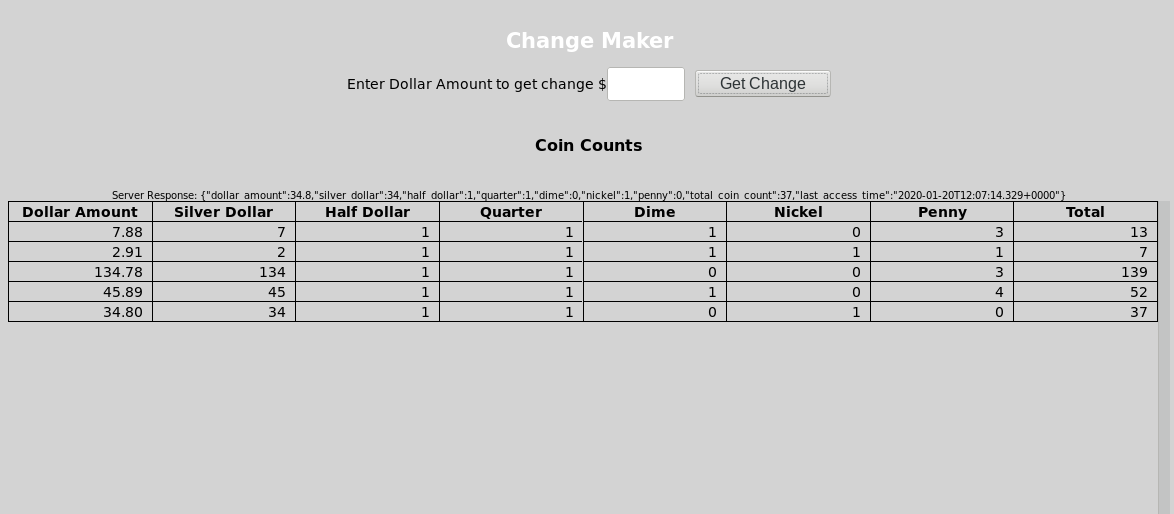 Change Maker
Enter Dollar Amount to get change $ Get Change
Coin Counts
Server Response: {"dollar_amount":34.8,"silver_dollar":34,"half_dollar":1,"quarter":1,"dime":0,"nickel":1,"penny":0,"total_coin_count":37,"last_access_time":"2020-01-20T12:07:14.329+0000"}
Dollar Amount Silver Dollar Half Dollar Quarter Dime Nickel Penny Total
7.88 7 1 1 1 0 3 13
2.91 2 1 1 1 1 1 7
134.78 134 1 1 0 0 3 139
45.89 45 1 1 1 0 4 52
34.80 34 1 1 0 1 0 37